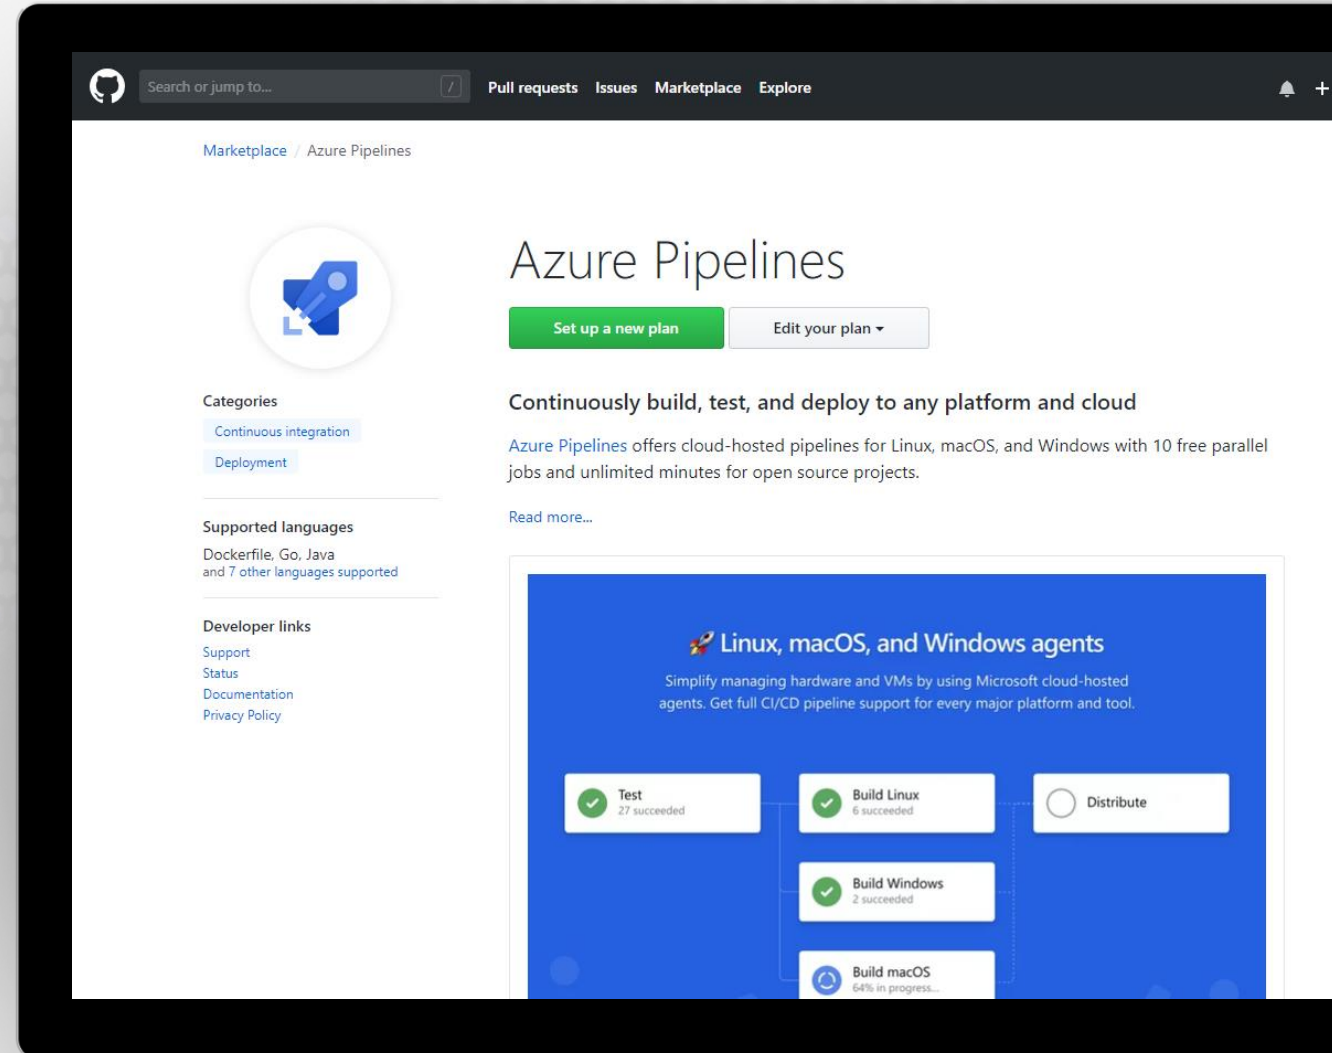 Search or jump to...
/
Pull requests Issues Marketplace Explore
+
Marketplace / Azure Pipelines
Azure Pipelines
Set up a new plan
Edit your plan
Categories
Continuous integration
Deployment
Supported languages
Dockerfile, Go, Java
and 7 other languages supported
Developer links
Support
Status
Documentation
Privacy Policy
Continuously build, test, and deploy to any platform and cloud
Azure Pipelines offers cloud-hosted pipelines for Linux, macOS, and Windows with 10 free parallel
jobs and unlimited minutes for open source projects.
Read more...
Linux, macOS, and Windows agents
Simplify managing hardware and VMs by using Microsoft cloud-hosted
agents. Get full CI/CD pipeline support for every major platform and tool.
Test
27 succeeded
Build Linux
6 succeeded
Distribute
Build Windows
2 succeeded
Build macOS
64% in progress...